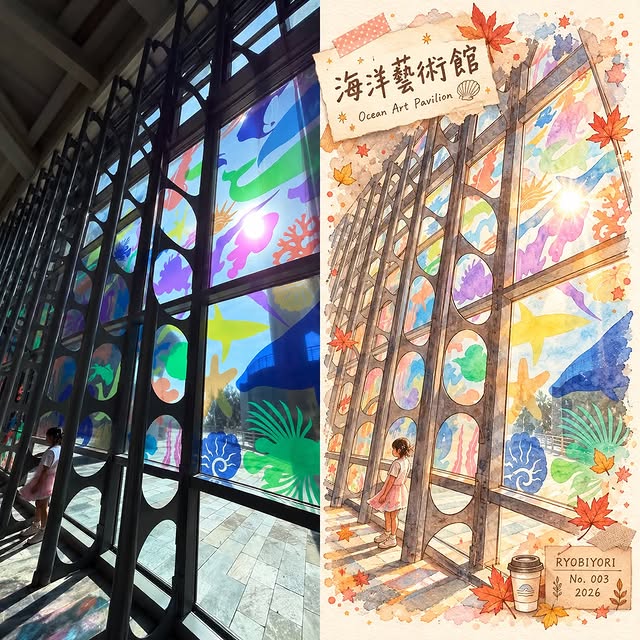 海洋藝術館
Ocean Art Pavilion
RYOBIYORI
No. 003
2026